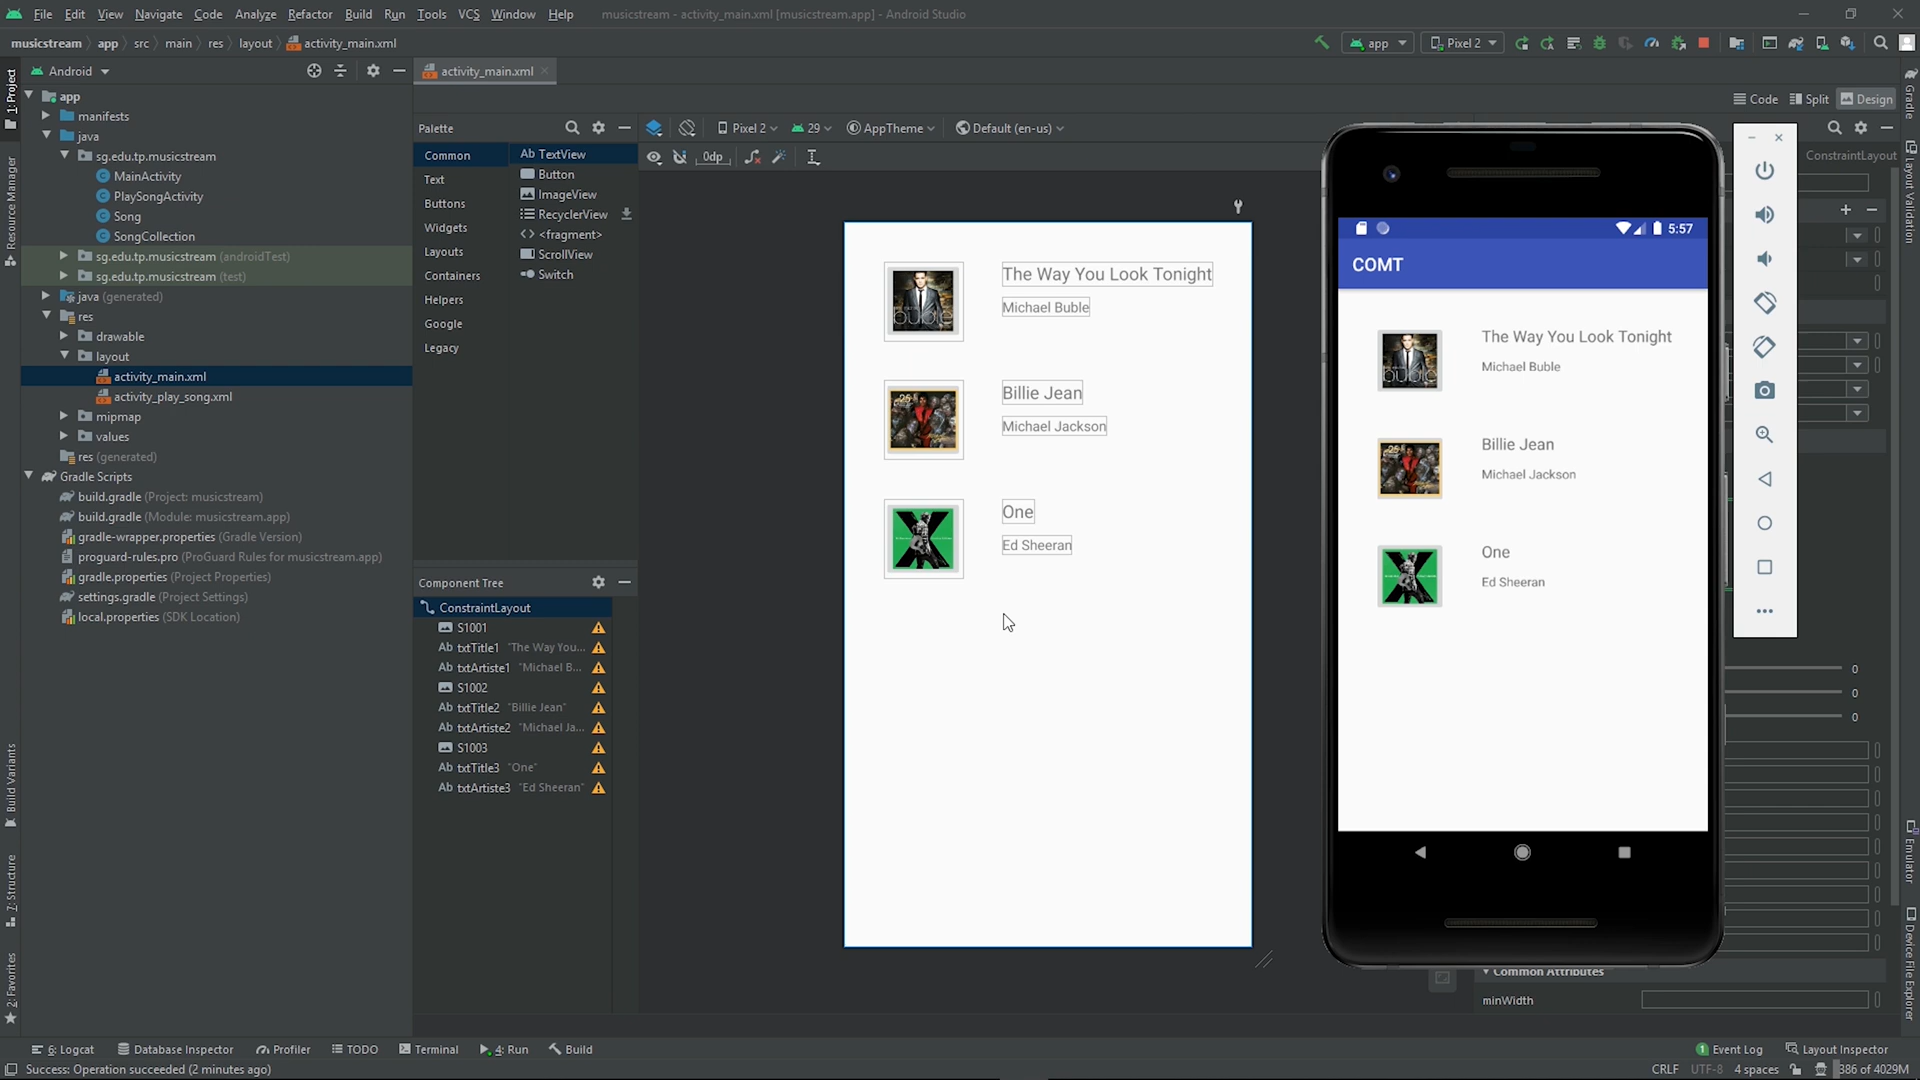 File Edit View Navigate Code Analyze Refactor Build Run Tools VCS Window Help musicstream - activity_main.xml [musicstream.app] - Android Studio
musicstream app src main res layout activity_main.xml app Pixel 2
Android activity_main.xml
1: Project
Resource Manager
Build Variants
7: Structure
2: Favorites
app
manifests
java
sg.edu.tp.musicstream
MainActivity
PlaySongActivity
Song
SongCollection
sg.edu.tp.musicstream (androidTest)
sg.edu.tp.musicstream (test)
java (generated)
res
drawable
layout
activity_main.xml
activity_play_song.xml
mipmap
values
res (generated)
Gradle Scripts
build.gradle (Project: musicstream)
build.gradle (Module: musicstream.app)
gradle-wrapper.properties (Gradle Version)
proguard-rules.pro (ProGuard Rules for musicstream.app)
gradle.properties (Project Properties)
settings.gradle (Project Settings)
local.properties (SDK Location)
Palette
Common
Text
Buttons
Widgets
Layouts
Containers
Helpers
Google
Legacy
Ab TextView
Button
ImageView
RecyclerView
<> <fragment>
ScrollView
Switch
Component Tree
ConstraintLayout
S1001
Ab txtTitle1 "The Way You...
Ab txtArtiste1 "Michael B...
S1002
Ab txtTitle2 "Billie Jean"
Ab txtArtiste2 "Michael Ja...
S1003
Ab txtTitle3 "One"
Ab txtArtiste3 "Ed Sheeran"
Code Split Design
Pixel 2 29 AppTheme Default (en-us)
0dp
The Way You Look Tonight
Michael Buble
bublé
Billie Jean
Michael Jackson
25
One
Ed Sheeran
X
5:57
COMT
The Way You Look Tonight
Michael Buble
bublé
Billie Jean
Michael Jackson
25
One
Ed Sheeran
X
ConstraintLayout
0
0
0
Common Attributes
minWidth
Gradle
Layout Validation
Emulator
Device File Explorer
6: Logcat Database Inspector Profiler TODO Terminal 4: Run Build 1 Event Log Layout Inspector
Success: Operation succeeded (2 minutes ago) CRLF UTF-8 4 spaces 386 of 4029M